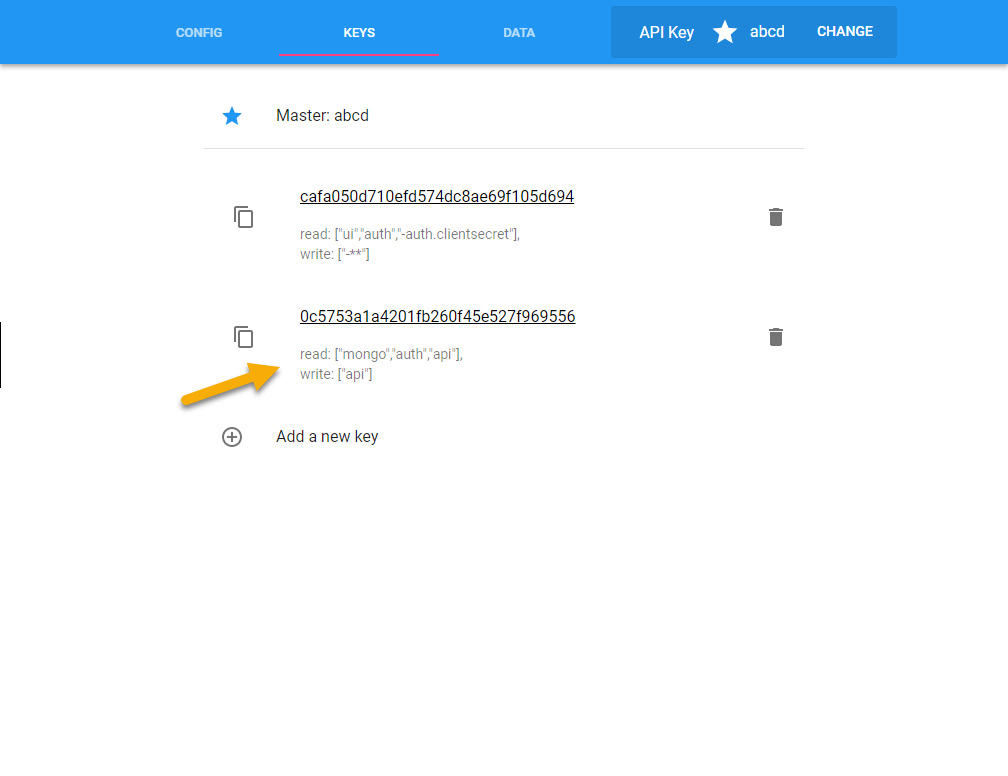 CONFIG KEYS DATA API Key abcd CHANGE
Master: abcd
cafa050d710efd574dc8ae69f105d694
read: ["ui","auth","-auth.clientsecret"],
write: ["-**"]
0c5753a1a4201fb260f45e527f969556
read: ["mongo","auth","api"],
write: ["api"]
Add a new key